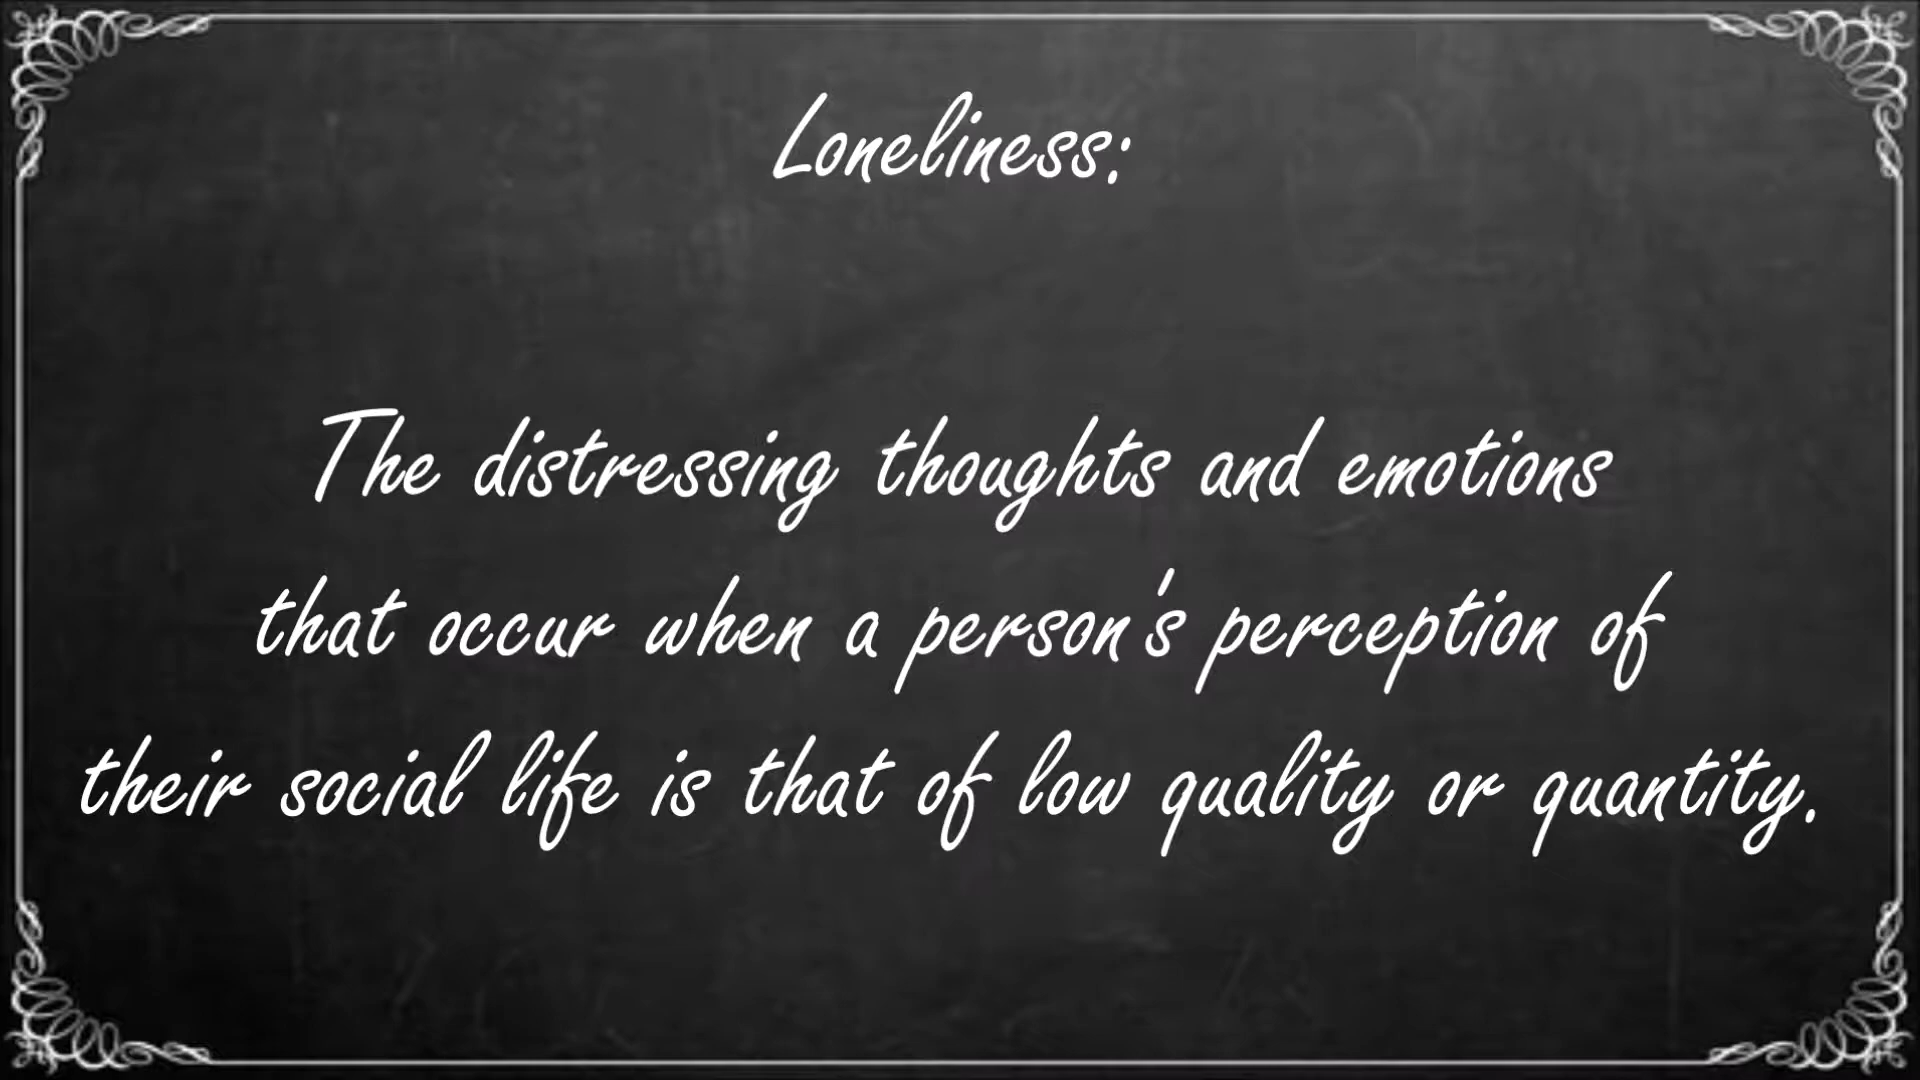 Loneliness:
The distressing thoughts and emotions
that occur when a person's perception of
their social life is that of low quality or quantity.